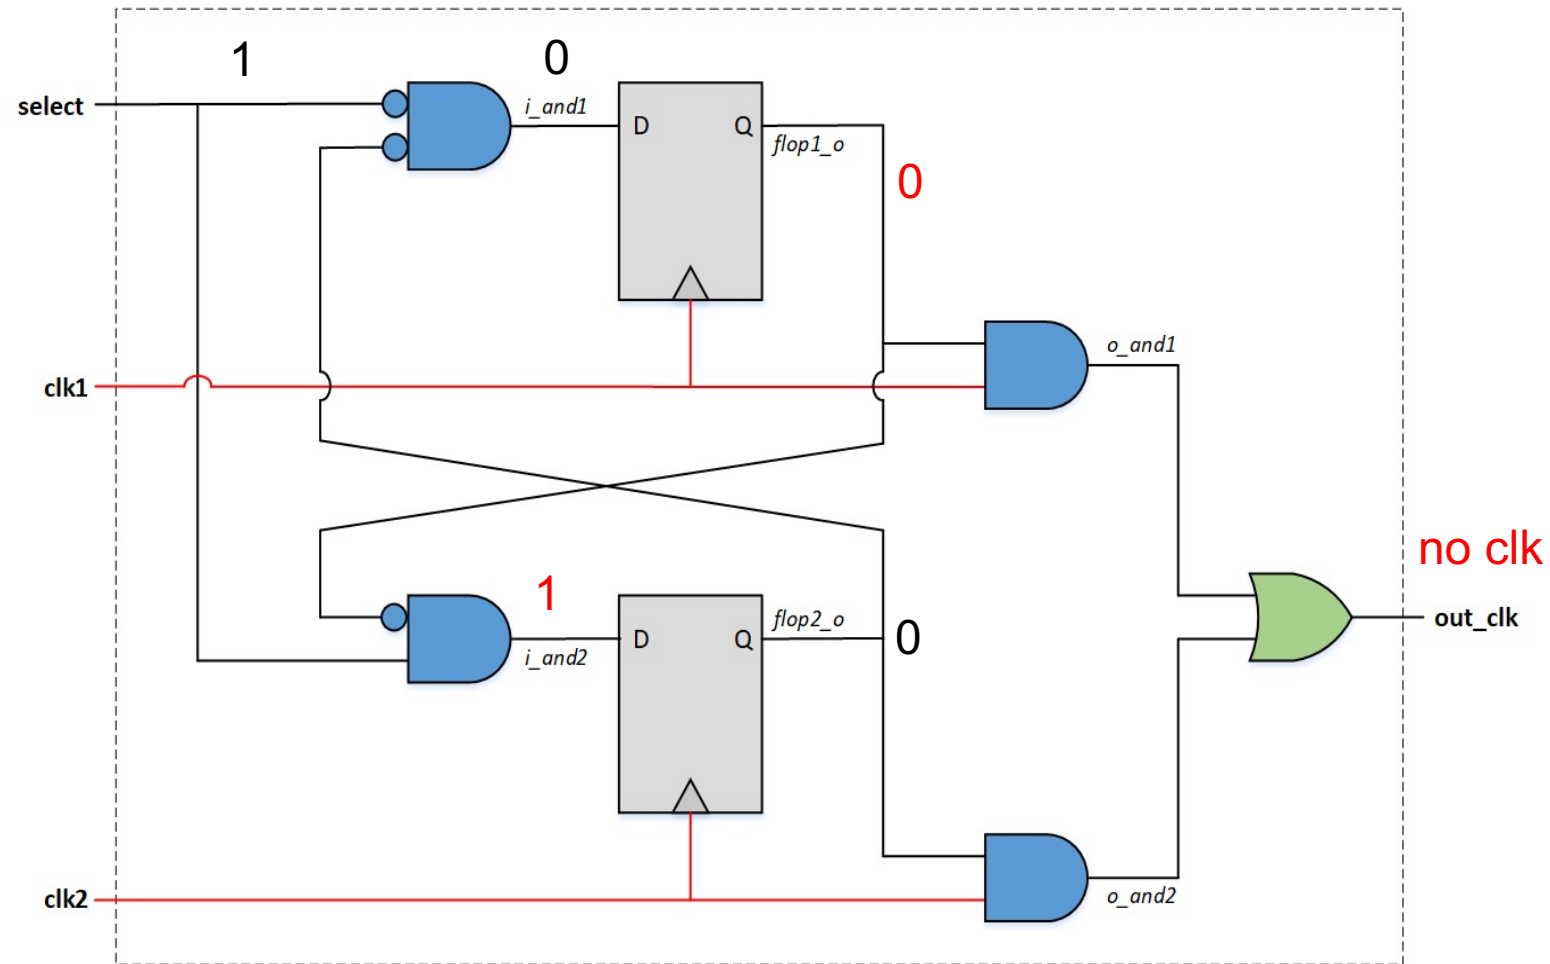 1
0
select
i_and1
D
Q
flop1_o
0
o_and1
clk1
no clk
1
flop2_o
out_clk
D
Q
0
i_and2
clk2
o_and2